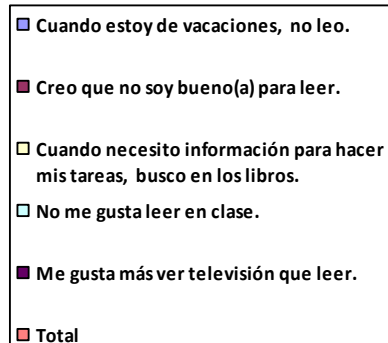 Cuando estoy de vacaciones, no leo.
Creo que no soy bueno(a) para leer.
Cuando necesito información para hacer
mis tareas, busco en los libros.
No me gusta leer en clase.
Me gusta más ver televisión que leer.
Total